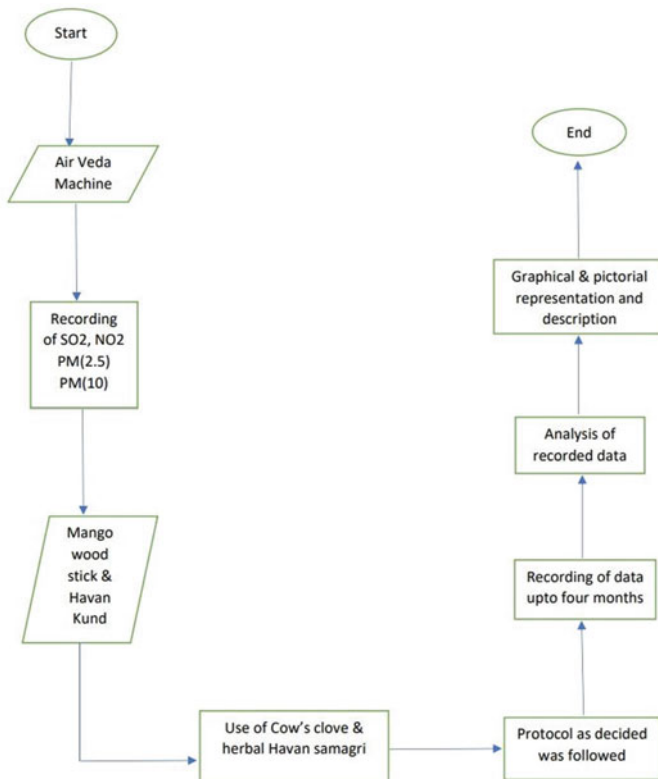 Start
Air Veda
Machine
Recording
of SO2, NO2
PM(2.5)
PM(10)
Mango
wood
stick &
Havan
Kund
Use of Cow's clove &
herbal Havan samagri
Protocol as decided
was followed
Recording of data
upto four months
Analysis of
recorded data
Graphical & pictorial
representation and
description
End